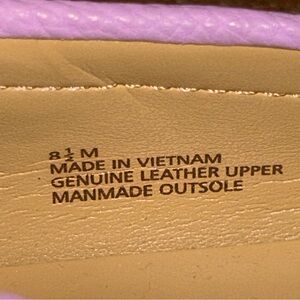 8½ M
MADE IN VIETNAM
GENUINE LEATHER UPPER
MANMADE OUTSOLE